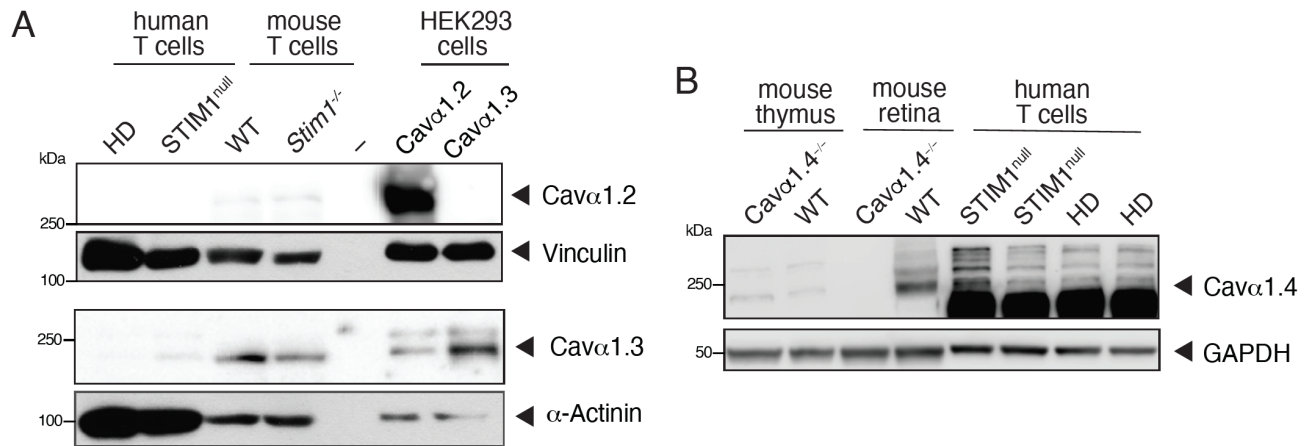 A
human
T cells
mouse
T cells
HEK293
cells
HD
STIM1null
WT
Stim1-/-
–
Cavα1.2
Cavα1.3
kDa
250
Cavα1.2
Vinculin
100
250
Cavα1.3
100
α-Actinin
B
mouse
thymus
mouse
retina
human
T cells
Cavα1.4-/-
WT
Cavα1.4-/-
WT
STIM1null
STIM1null
HD
HD
kDa
250
Cavα1.4
50
GAPDH